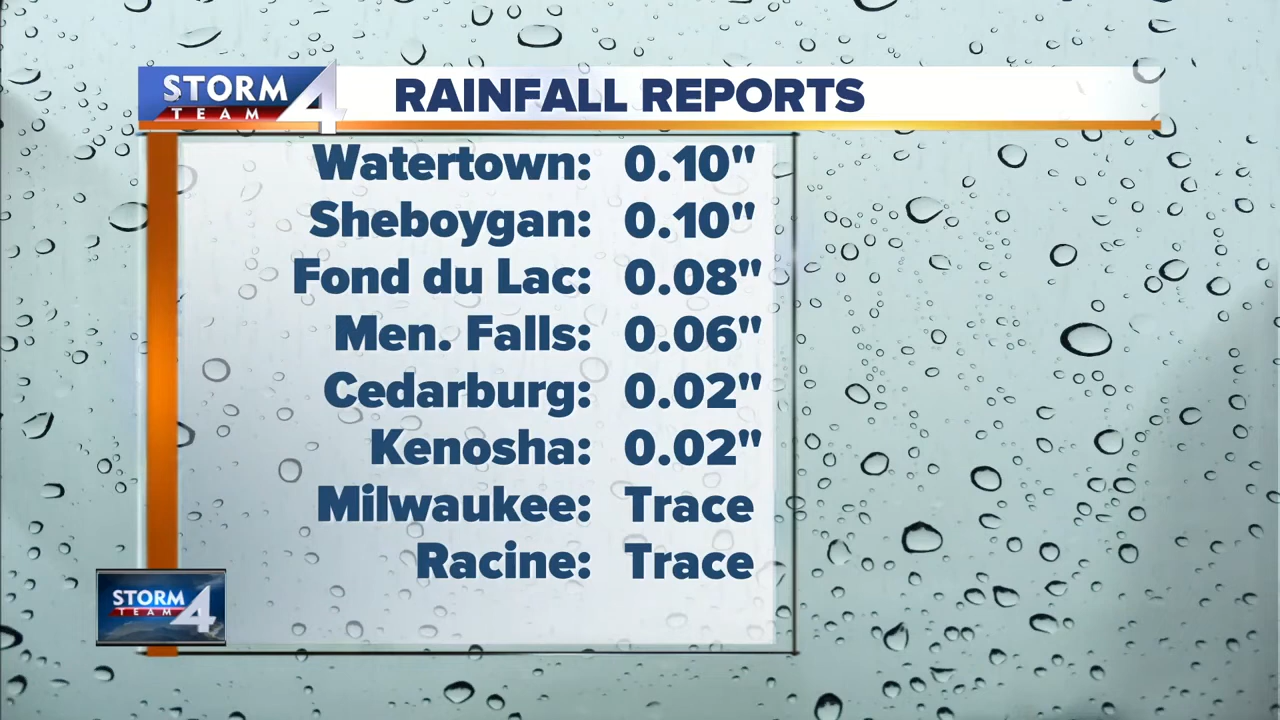 STORM TEAM 4
RAINFALL REPORTS
Watertown: 0.10"
Sheboygan: 0.10"
Fond du Lac: 0.08"
Men. Falls: 0.06"
Cedarburg: 0.02"
Kenosha: 0.02"
Milwaukee: Trace
Racine: Trace
STORM TEAM 4